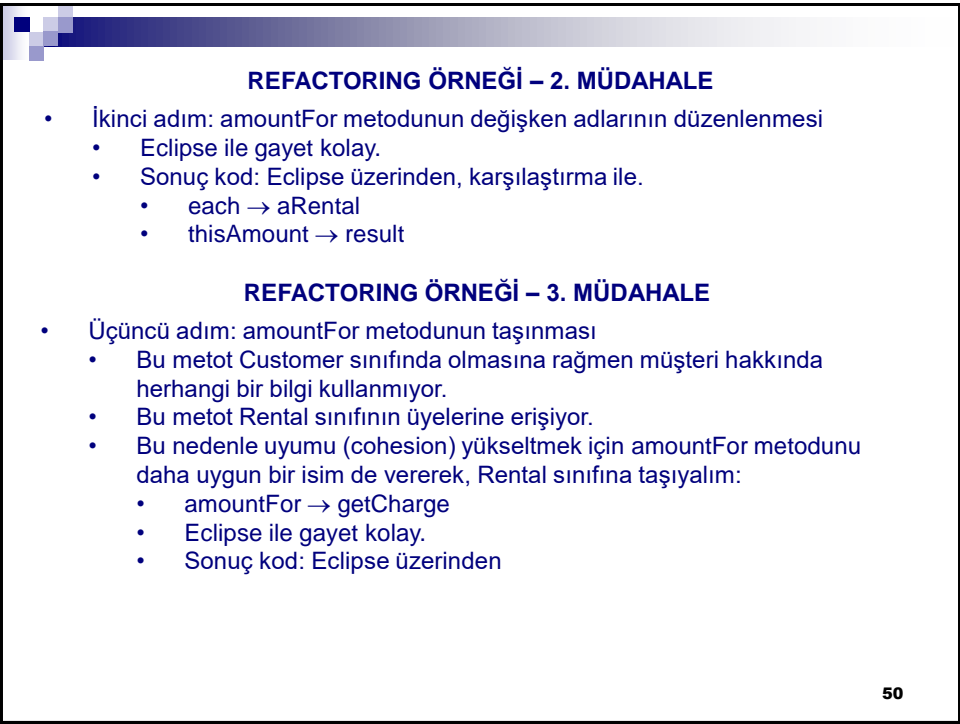 REFACTORING ÖRNEĞİ – 2. MÜDAHALE
• İkinci adım: amountFor metodunun değişken adlarının düzenlenmesi
• Eclipse ile gayet kolay.
• Sonuç kod: Eclipse üzerinden, karşılaştırma ile.
• each → aRental
• thisAmount → result
REFACTORING ÖRNEĞİ – 3. MÜDAHALE
• Üçüncü adım: amountFor metodunun taşınması
• Bu metot Customer sınıfında olmasına rağmen müşteri hakkında
herhangi bir bilgi kullanmıyor.
• Bu metot Rental sınıfının üyelerine erişiyor.
• Bu nedenle uyumu (cohesion) yükseltmek için amountFor metodunu
daha uygun bir isim de vererek, Rental sınıfına taşıyalım:
• amountFor → getCharge
• Eclipse ile gayet kolay.
• Sonuç kod: Eclipse üzerinden
50